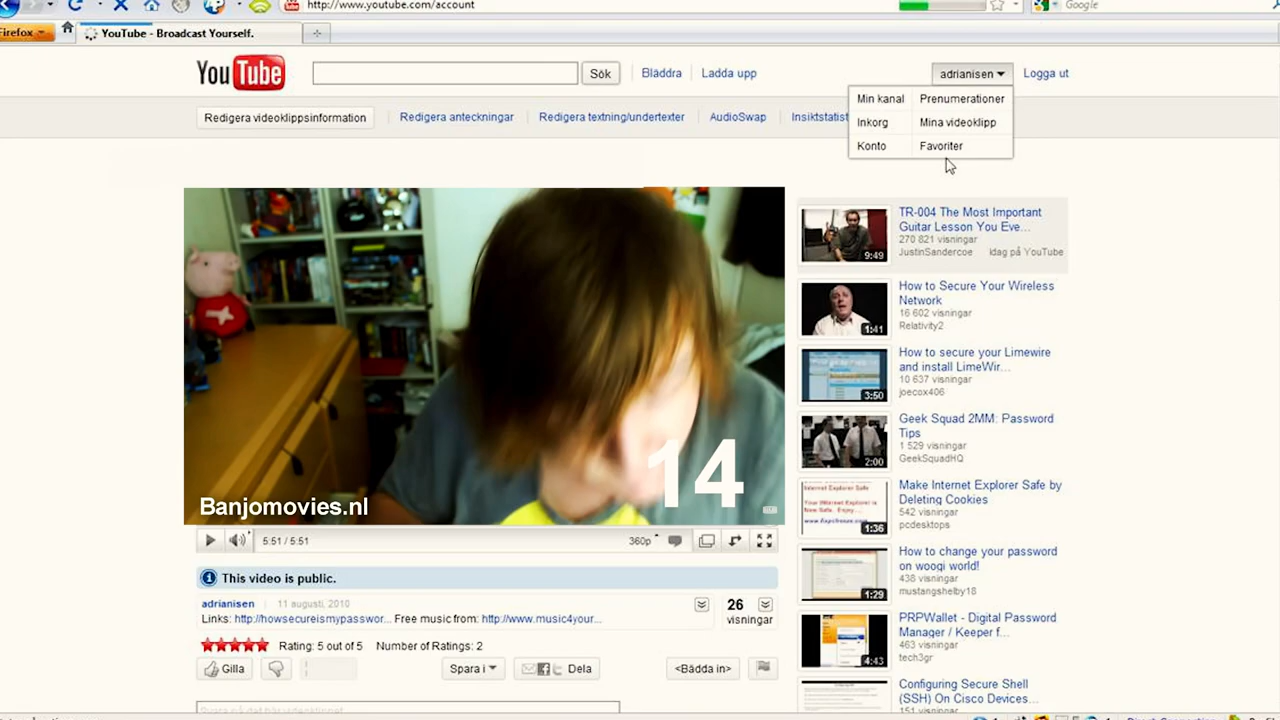 http://www.youtube.com/account
Google
Firefox
YouTube - Broadcast Yourself.
YouTube
Sök
Bläddra
Ladda upp
adrianisen
Logga ut
Min kanal
Prenumerationer
Inkorg
Mina videoklipp
Konto
Favoriter
Redigera videoklippsinformation
Redigera anteckningar
Redigera textning/undertexter
AudioSwap
Insiktstatist
14
Banjomovies.nl
5:51 / 5:51
360p
This video is public.
adrianisen
11 augusti, 2010
Links: http://howsecureismypasswor... Free music from: http://www.music4your...
26
visningar
Rating: 5 out of 5
Number of Ratings: 2
Gilla
Spara i
Dela
<Bädda in>
TR-004 The Most Important
Guitar Lesson You Eve...
270 821 visningar
JustinSandercoe
idag på YouTube
9:49
How to Secure Your Wireless
Network
16 602 visningar
Relativity2
1:41
How to secure your Limewire
and install LimeWir...
10 637 visningar
joecox406
3:50
Geek Squad 2MM: Password
Tips
1 529 visningar
GeekSquadHQ
2:00
Make Internet Explorer Safe by
Deleting Cookies
542 visningar
pcdesktops
Internet Explorer Safe
1:36
How to change your password
on woogi world!
438 visningar
mustangshelby18
1:29
PRPWallet - Digital Password
Manager / Keeper f...
463 visningar
tech3gr
4:43
Configuring Secure Shell
(SSH) On Cisco Devices...
151 visningar